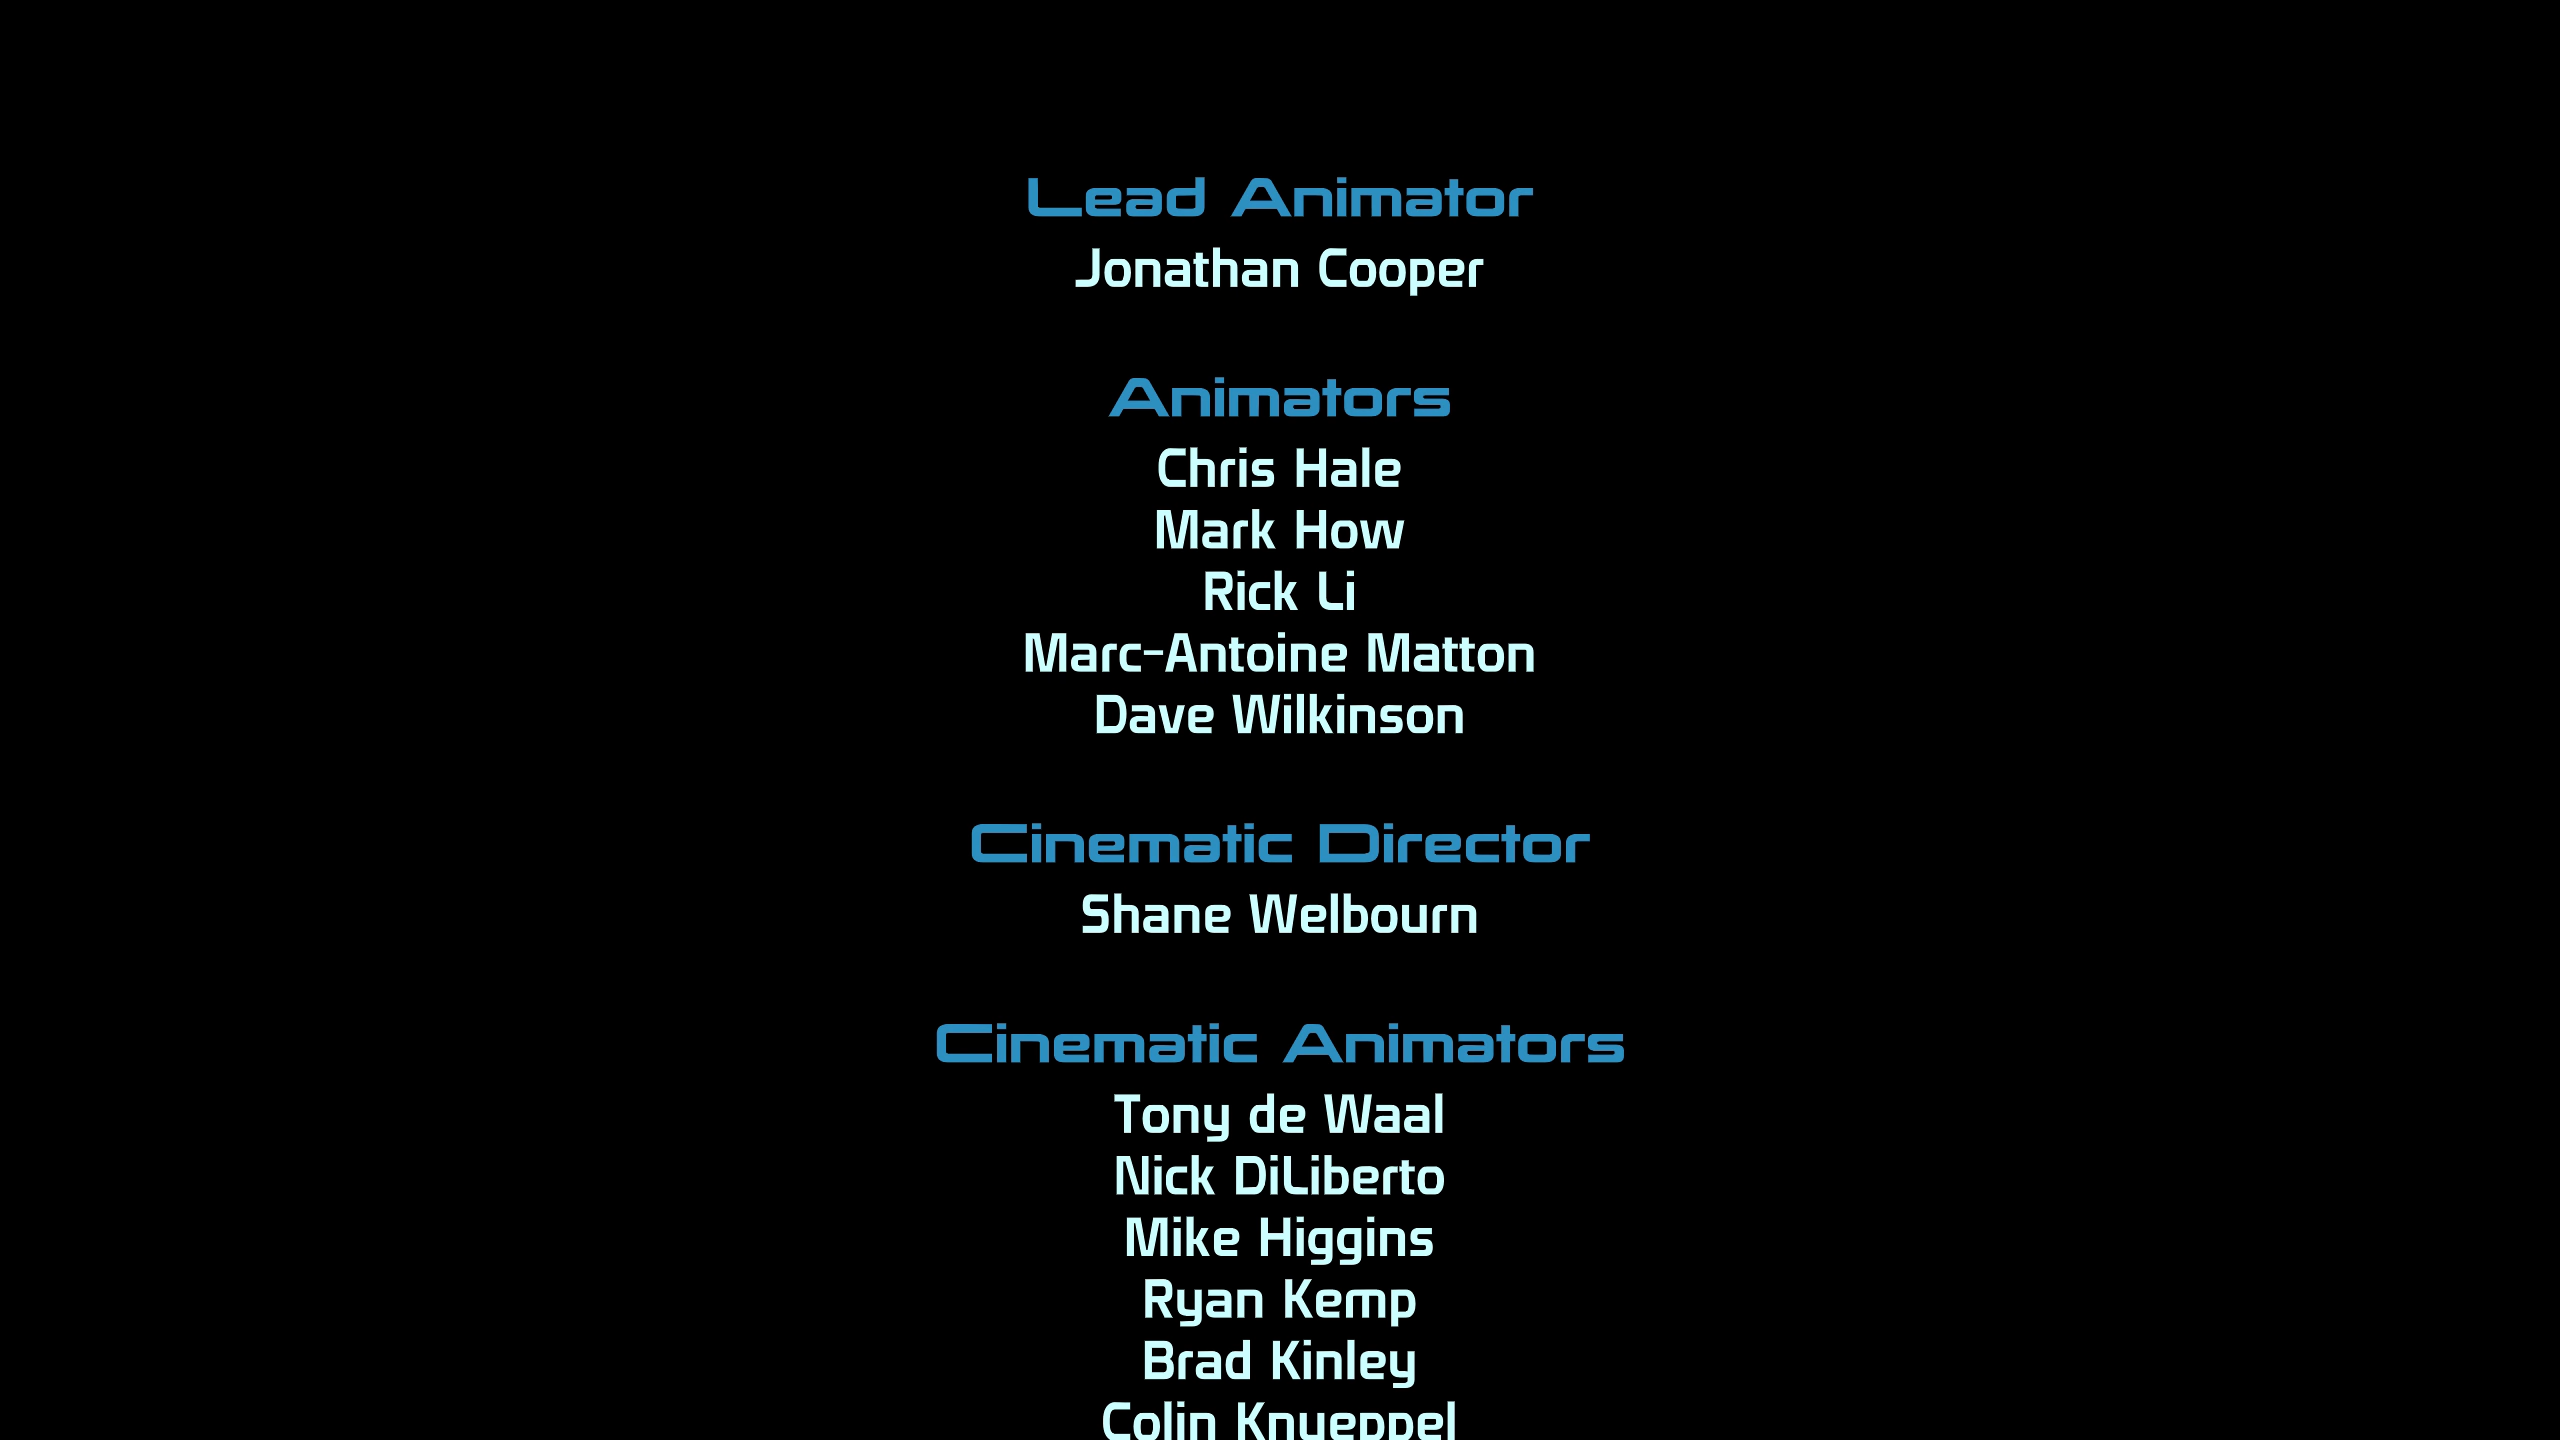 Lead Animator
Jonathan Cooper
Animators
Chris Hale
Mark How
Rick Li
Marc-Antoine Matton
Dave Wilkinson
Cinematic Director
Shane Welbourn
Cinematic Animators
Tony de Waal
Nick DiLiberto
Mike Higgins
Ryan Kemp
Brad Kinley
Colin Knueppel